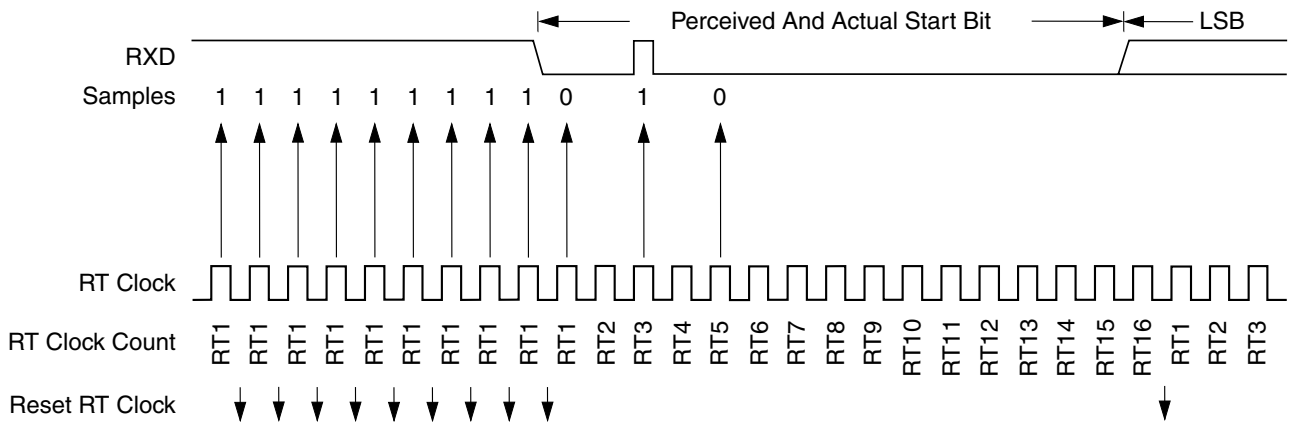 Perceived And Actual Start Bit LSB
RXD
Samples 1 1 1 1 1 1 1 1 1 0 1 0
RT Clock
RT Clock Count RT1 RT1 RT1 RT1 RT1 RT1 RT1 RT1 RT1 RT1 RT2 RT3 RT4 RT5 RT6 RT7 RT8 RT9 RT10 RT11 RT12 RT13 RT14 RT15 RT16 RT1 RT2 RT3
Reset RT Clock